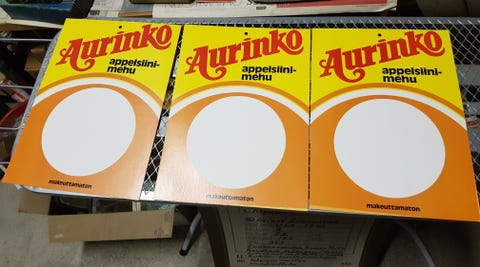 Aurinko
appelsiini-
mehu
makeuttamaton
Aurinko
appelsiini-
mehu
makeuttamaton
Aurinko
appelsiini-
mehu
makeuttamaton